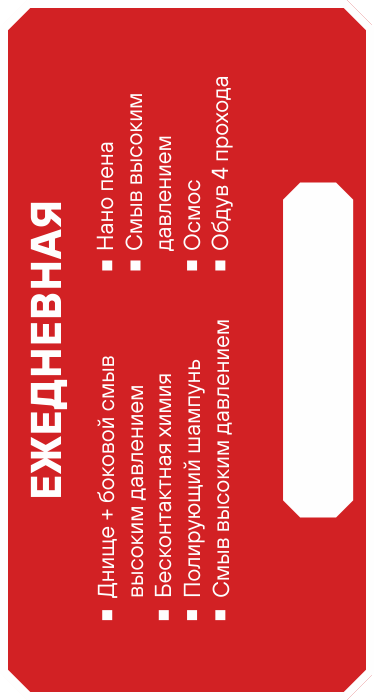 ЕЖЕДНЕВНАЯ
▪ Днище + боковой смыв
высоким давлением
▪ Бесконтактная химия
▪ Полирующий шампунь
▪ Смыв высоким давлением
▪ Нано пена
▪ Смыв высоким
давлением
▪ Осмос
▪ Обдув 4 прохода